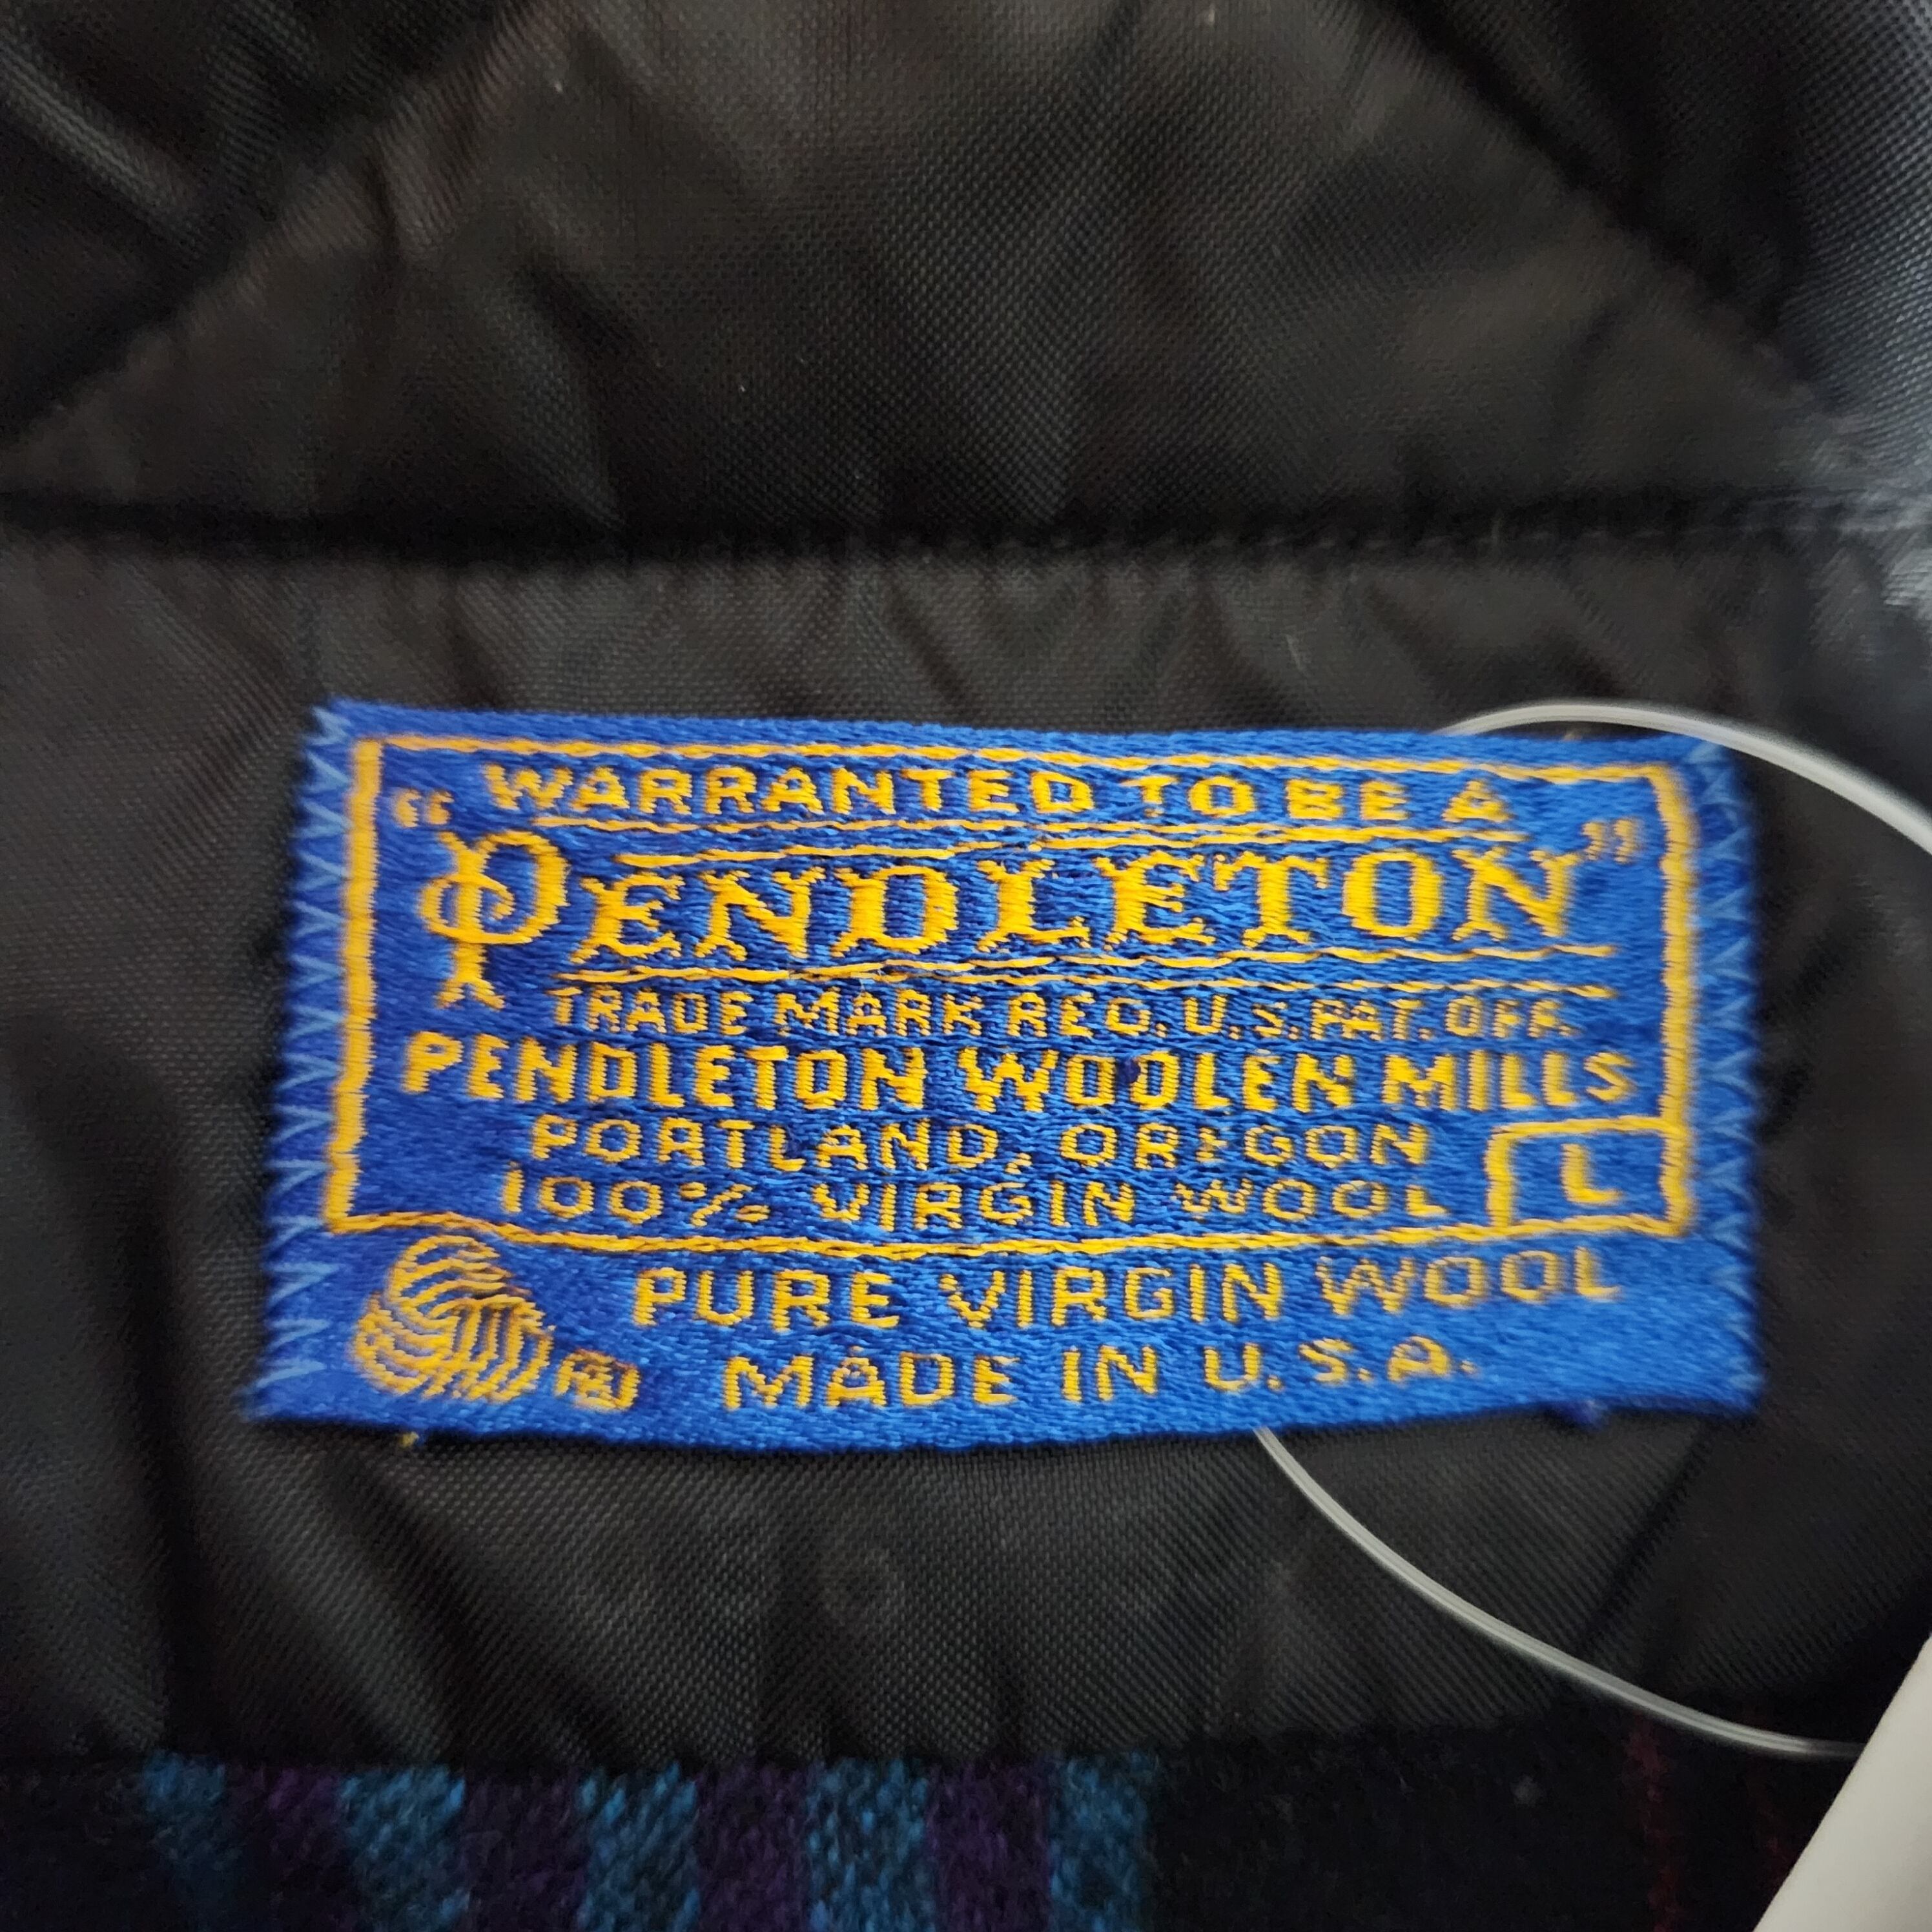 WARRANTED TO BE A
"PENDLETON"
TRADE MARK REG. U.S. PAT. OFF.
PENDLETON WOOLEN MILLS
PORTLAND, OREGON
100% VIRGIN WOOL L
PURE VIRGIN WOOL
MADE IN U.S.A.